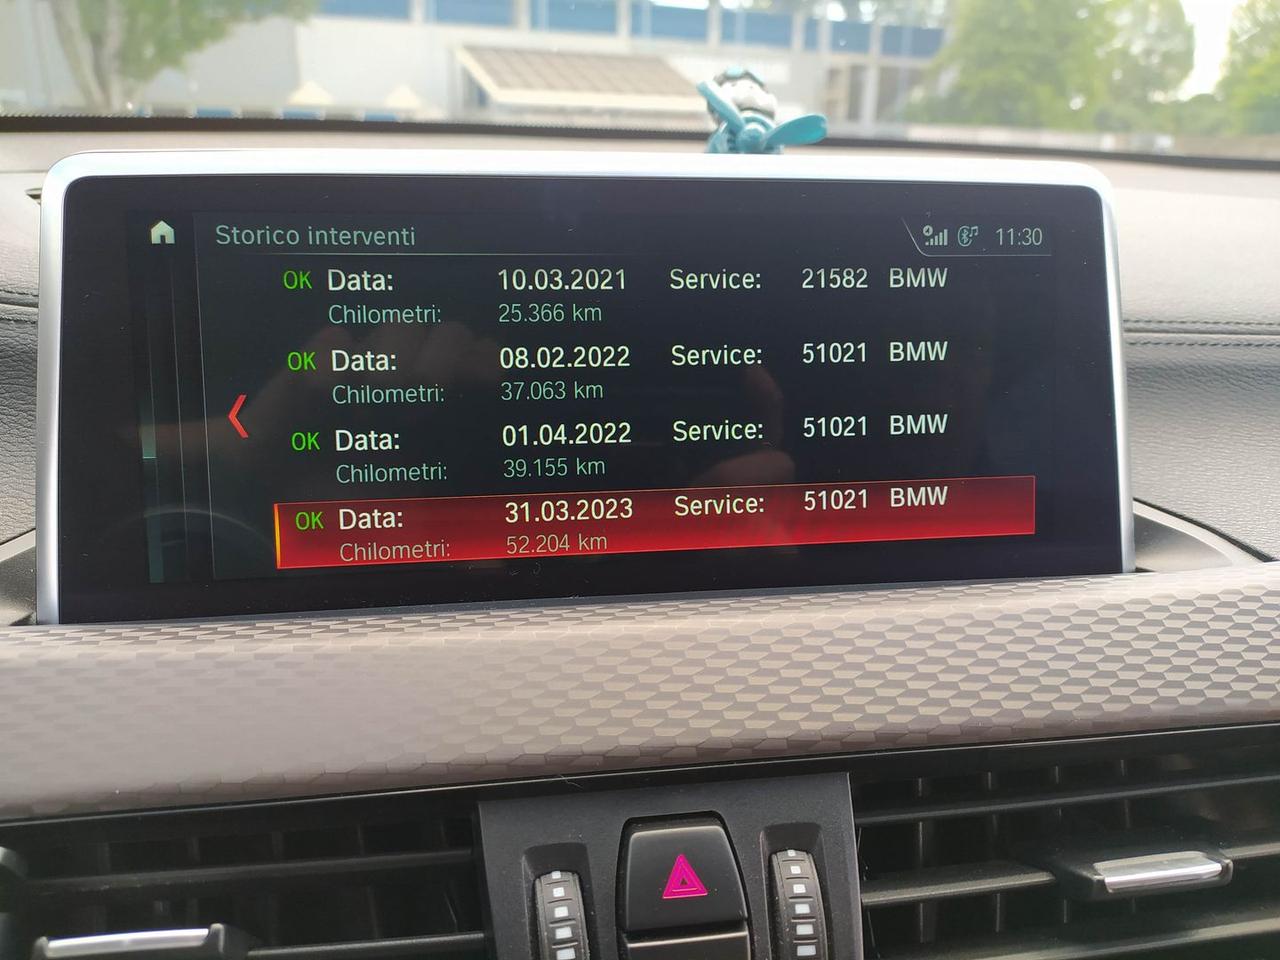 Storico interventi 11:30
OK Data: 10.03.2021 Service: 21582 BMW
Chilometri: 25.366 km
OK Data: 08.02.2022 Service: 51021 BMW
Chilometri: 37.063 km
OK Data: 01.04.2022 Service: 51021 BMW
Chilometri: 39.155 km
OK Data: 31.03.2023 Service: 51021 BMW
Chilometri: 52.204 km